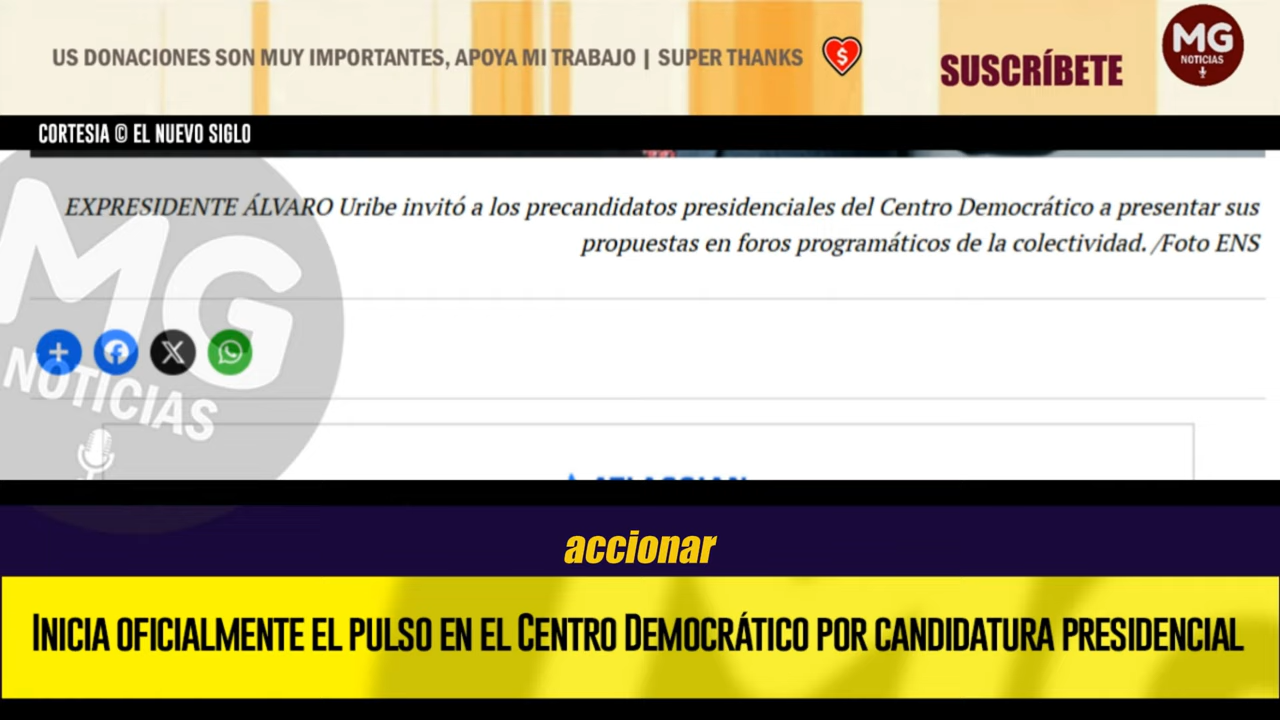 US DONACIONES SON MUY IMPORTANTES, APOYA MI TRABAJO | SUPER THANKS
SUSCRÍBETE
MG
NOTICIAS
CORTESIA © EL NUEVO SIGLO
EXPRESIDENTE ÁLVARO Uribe invitó a los precandidatos presidenciales del Centro Democrático a presentar sus
propuestas en foros programáticos de la colectividad. /Foto ENS
MG
NOTICIAS
accionar
INICIA OFICIALMENTE EL PULSO EN EL CENTRO DEMOCRÁTICO POR CANDIDATURA PRESIDENCIAL